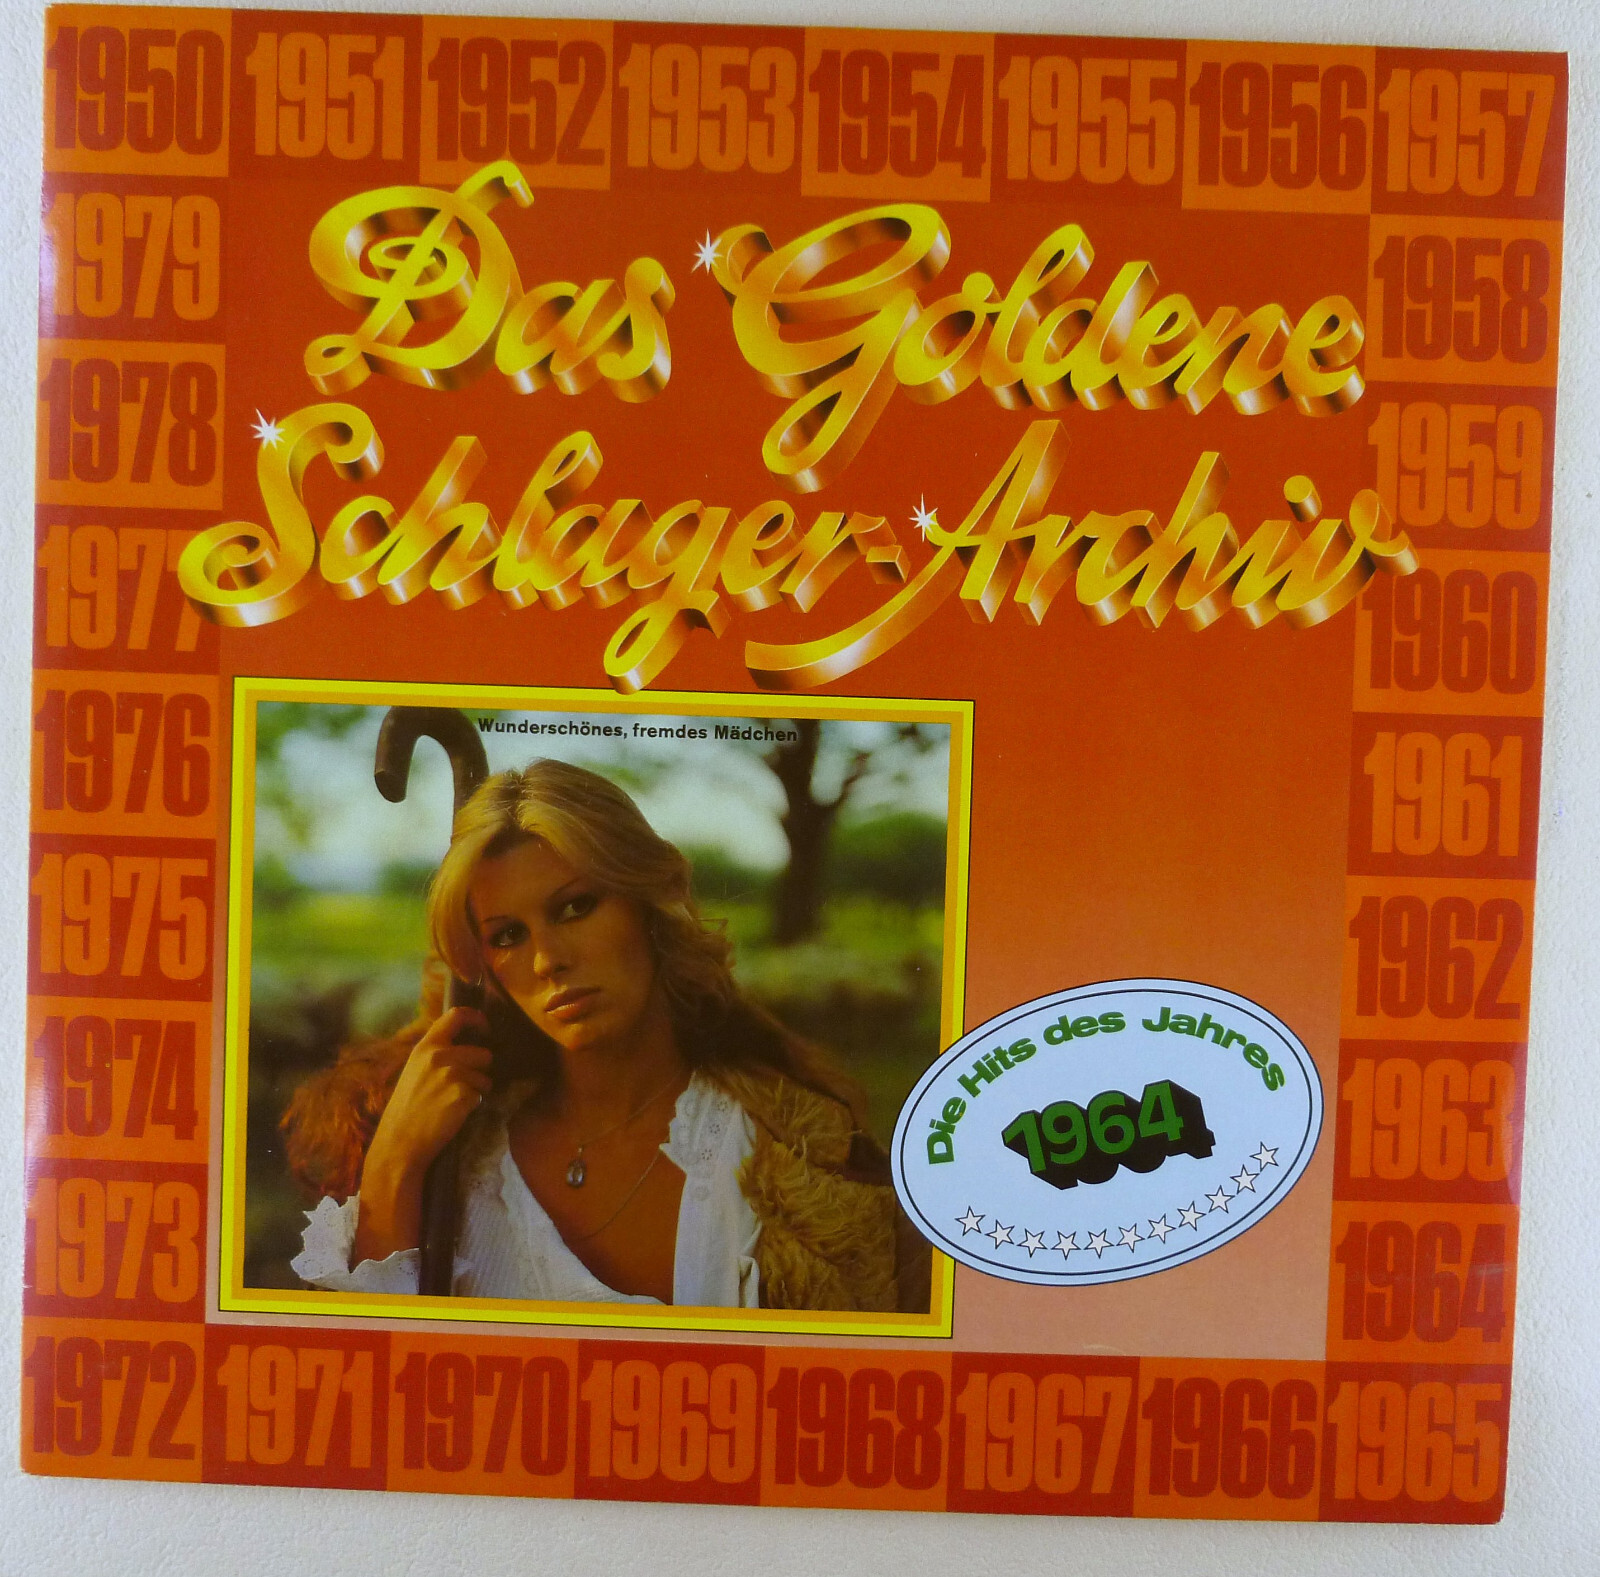 1950 1951 1952 1953 1954 1955 1956 1957
1979
1958
Das Goldene
1978
1959
Schlager-Archiv
1977
1960
1976
1961
Wunderschönes, fremdes Mädchen
1975
1962
1974
1963
Die Hits des Jahres
1964
1973
1964
1972 1971 1970 1969 1968 1967 1966 1965